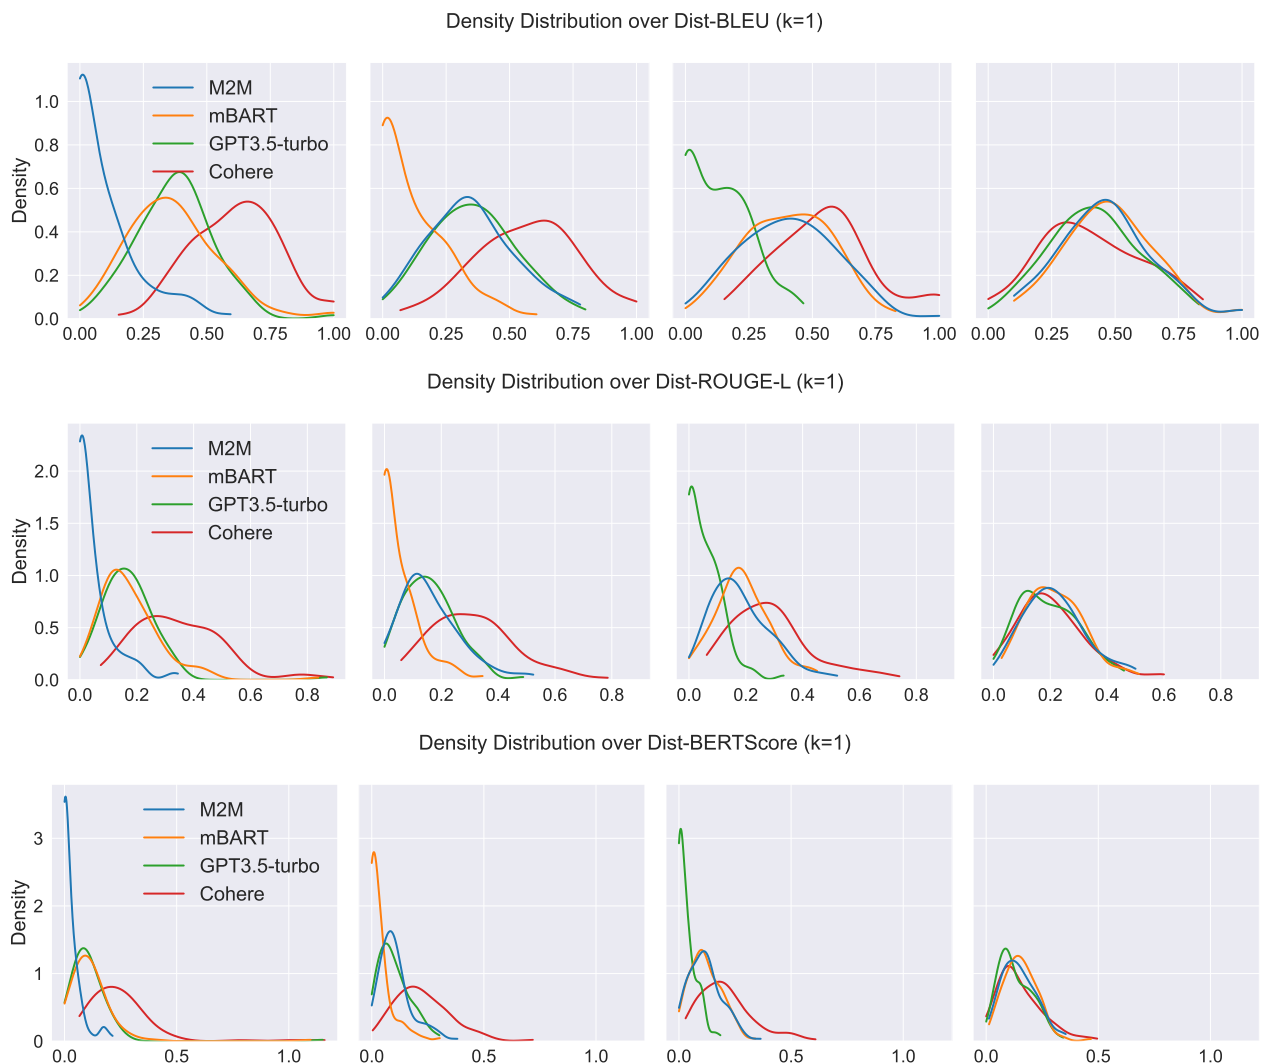 Density Distribution over Dist-BLEU (k=1)
M2M
mBART
GPT3.5-turbo
Cohere
Density
1.0
0.8
0.6
0.4
0.2
0.0
0.00 0.25 0.50 0.75 1.00 0.00 0.25 0.50 0.75 1.00 0.00 0.25 0.50 0.75 1.00 0.00 0.25 0.50 0.75 1.00
Density Distribution over Dist-ROUGE-L (k=1)
M2M
mBART
GPT3.5-turbo
Cohere
Density
2.0
1.5
1.0
0.5
0.0
0.0 0.2 0.4 0.6 0.8 0.0 0.2 0.4 0.6 0.8 0.0 0.2 0.4 0.6 0.8 0.0 0.2 0.4 0.6 0.8
Density Distribution over Dist-BERTScore (k=1)
M2M
mBART
GPT3.5-turbo
Cohere
Density
3
2
1
0
0.0 0.5 1.0 0.0 0.5 1.0 0.0 0.5 1.0 0.0 0.5 1.0